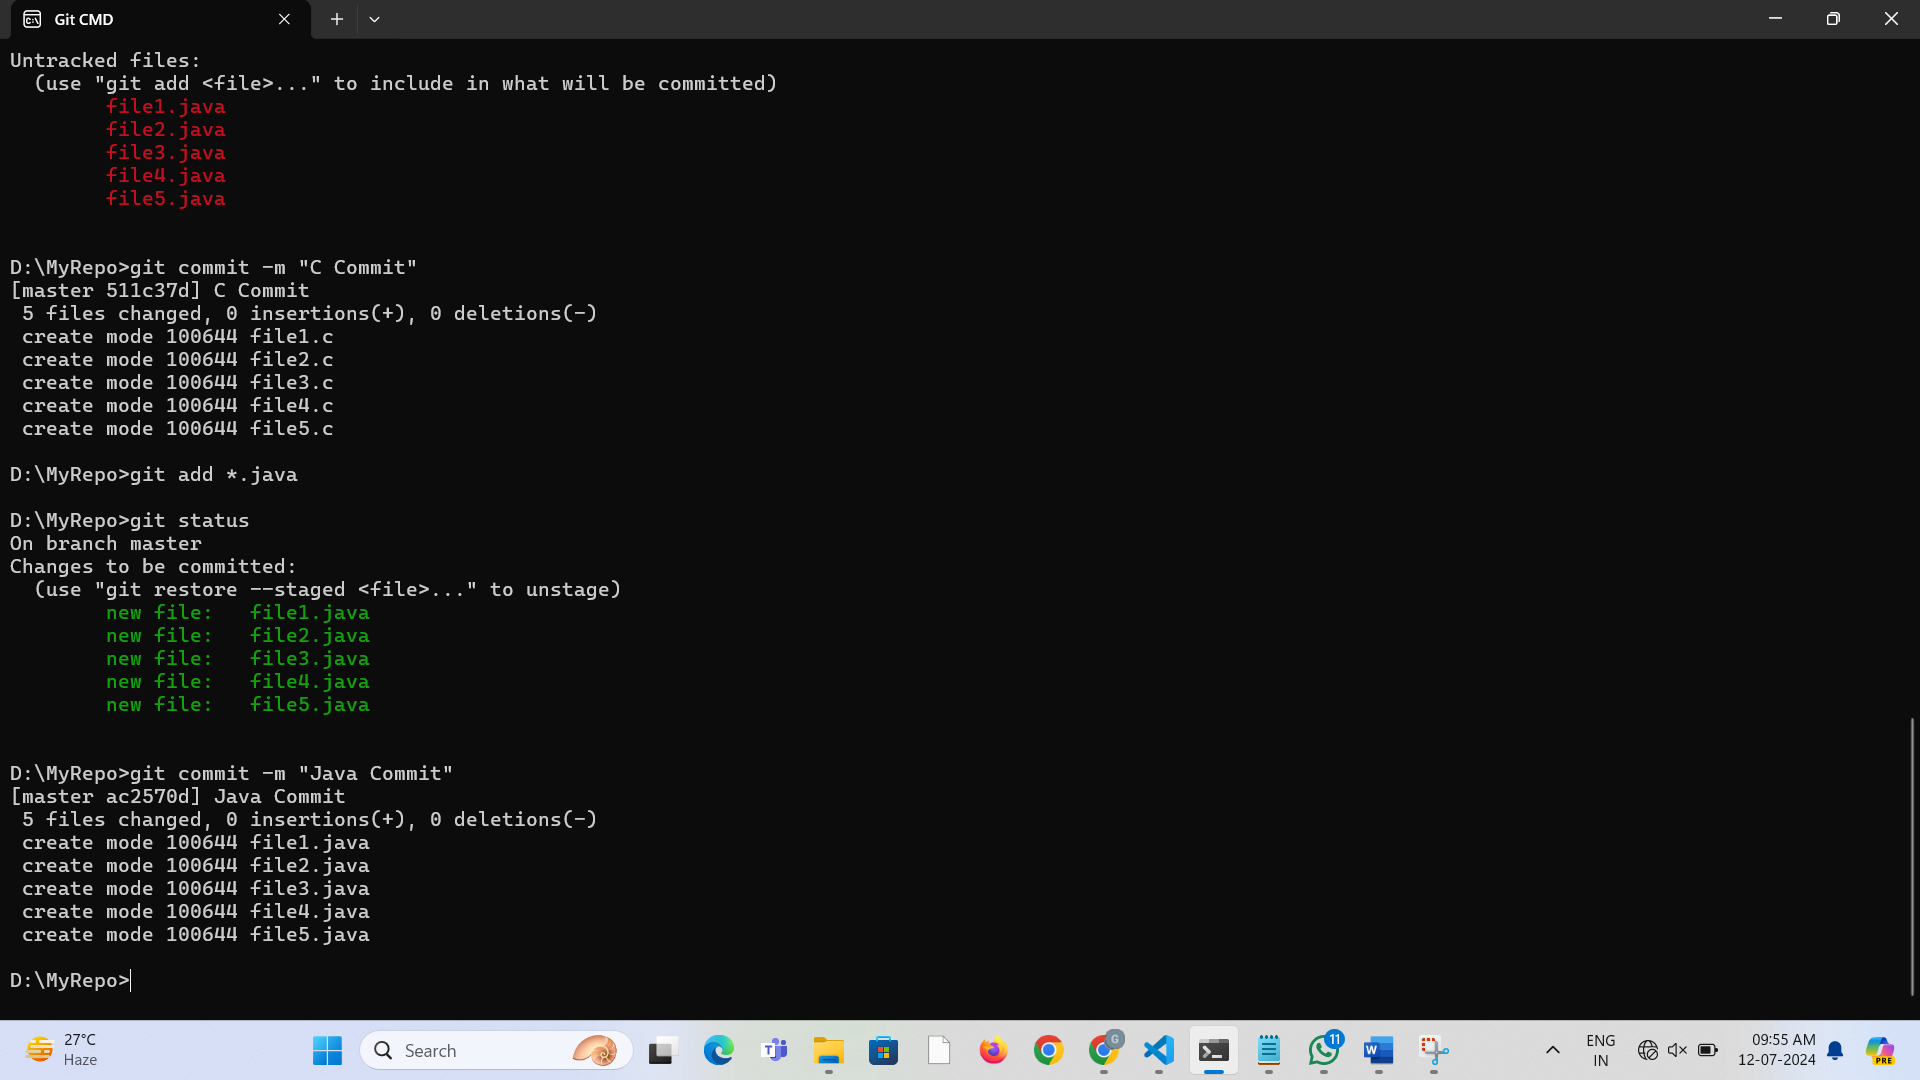 Git CMD
Untracked files:
  (use "git add <file>..." to include in what will be committed)
        file1.java
        file2.java
        file3.java
        file4.java
        file5.java
D:\MyRepo>git commit -m "C Commit"
[master 511c37d] C Commit
 5 files changed, 0 insertions(+), 0 deletions(-)
 create mode 100644 file1.c
 create mode 100644 file2.c
 create mode 100644 file3.c
 create mode 100644 file4.c
 create mode 100644 file5.c
D:\MyRepo>git add *.java
D:\MyRepo>git status
On branch master
Changes to be committed:
  (use "git restore --staged <file>..." to unstage)
        new file:   file1.java
        new file:   file2.java
        new file:   file3.java
        new file:   file4.java
        new file:   file5.java
D:\MyRepo>git commit -m "Java Commit"
[master ac2570d] Java Commit
 5 files changed, 0 insertions(+), 0 deletions(-)
 create mode 100644 file1.java
 create mode 100644 file2.java
 create mode 100644 file3.java
 create mode 100644 file4.java
 create mode 100644 file5.java
D:\MyRepo>
27°C
Haze
Search
G
11
ENG
IN
09:55 AM
12-07-2024
PRE